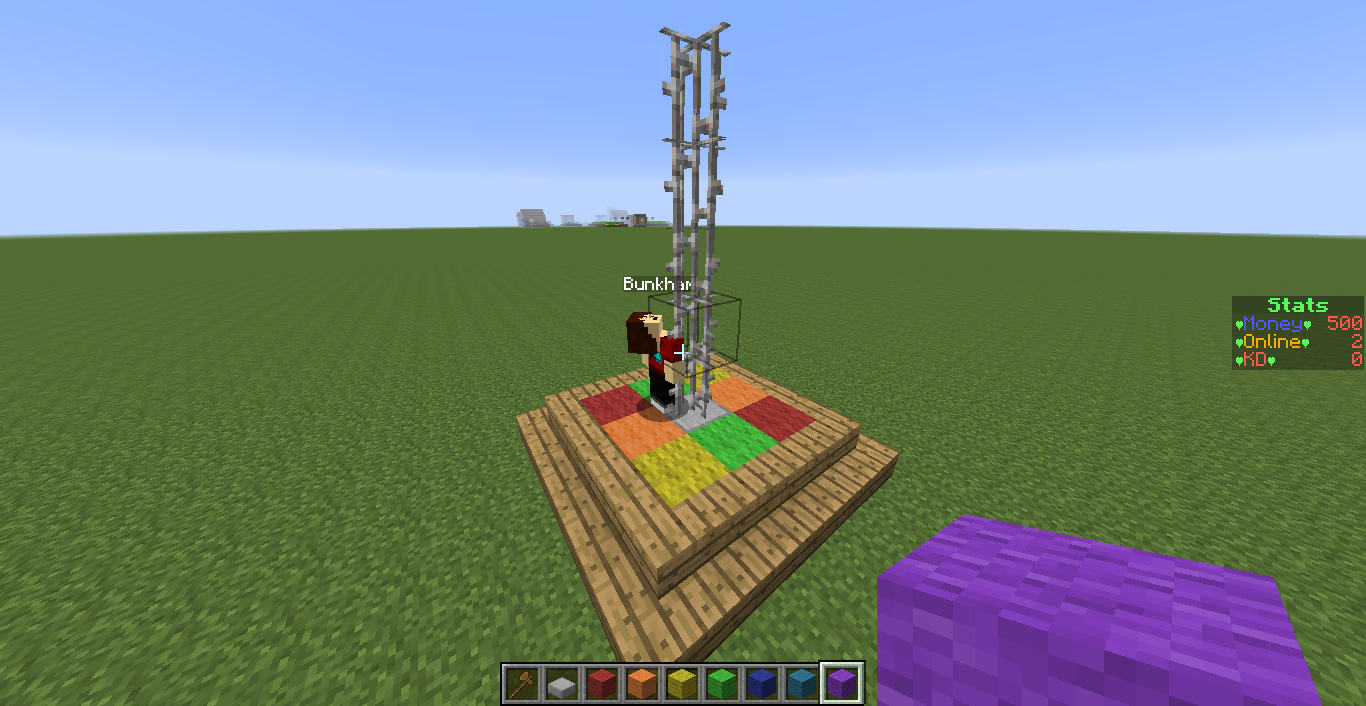 Bunkhar
Stats
♥Money♥ 500
♥Online♥ 2
♥KD♥ 0